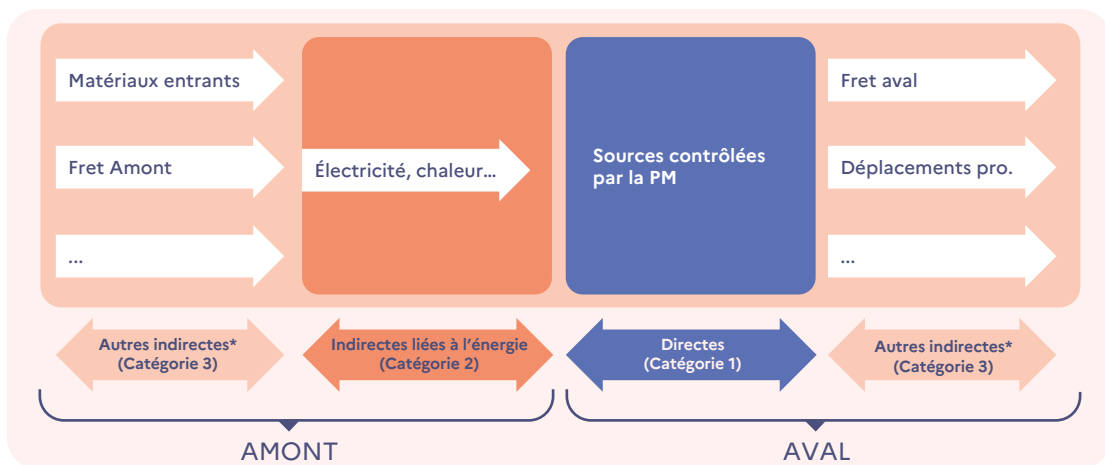 Matériaux entrants
Fret Amont
...
Électricité, chaleur...
Sources contrôlées
par la PM
Fret aval
Déplacements pro.
...
Autres indirectes*
(Catégorie 3)
Indirectes liées à l'énergie
(Catégorie 2)
Directes
(Catégorie 1)
Autres indirectes*
(Catégorie 3)
AMONT
AVAL